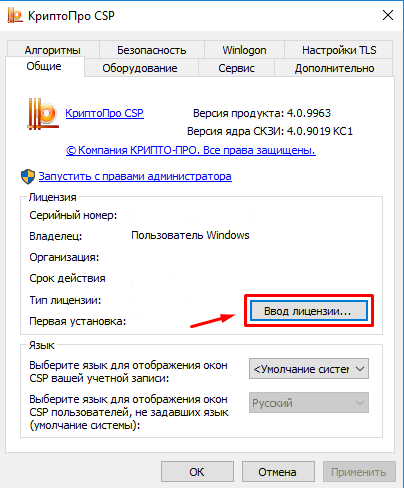 КриптоПро CSP
Алгоритмы Безопасность Winlogon Настройки TLS
Общие Оборудование Сервис Дополнительно
КриптоПро CSP Версия продукта: 4.0.9963
Версия ядра СКЗИ: 4.0.9019 КС1
© Компания КРИПТО-ПРО. Все права защищены.
Запустить с правами администратора
Лицензия
Серийный номер:
Владелец: Пользователь Windows
Организация:
Срок действия
Тип лицензии:
Ввод лицензии...
Первая установка:
Язык
Выберите язык для отображения окон
CSP вашей учетной записи:
<Умолчание систем
Выберите язык для отображения окон
CSP пользователей, не задавших язык
(умолчание системы):
Русский
ОК Отмена Применить